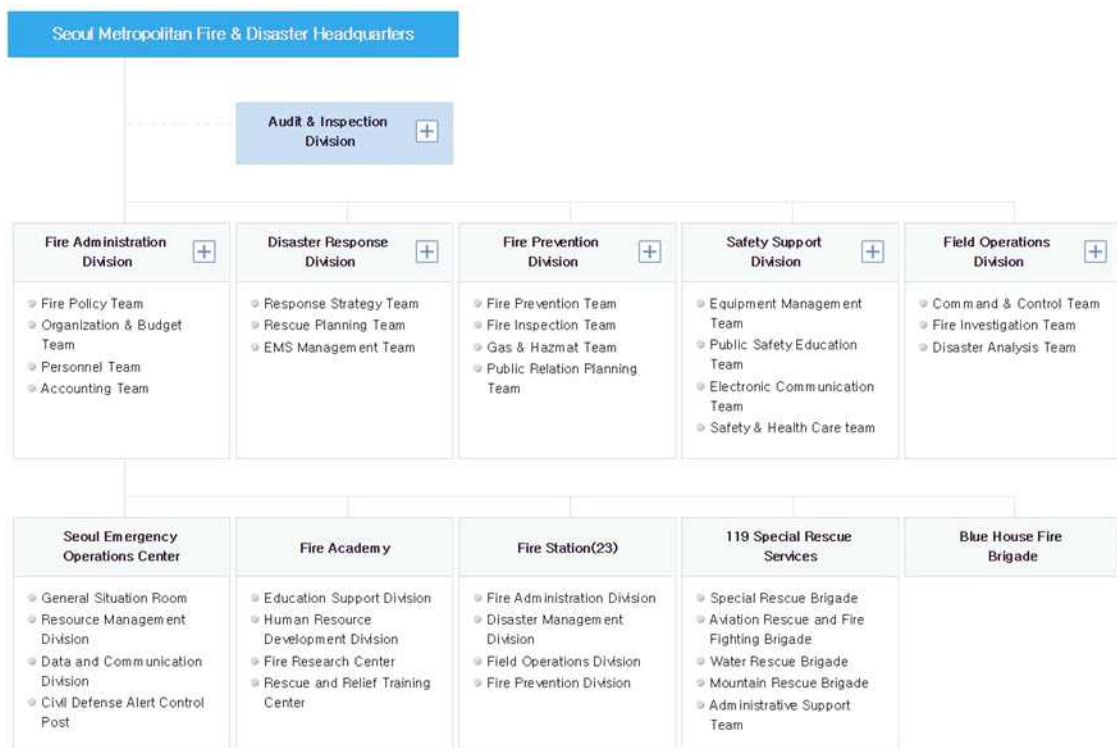 Seoul Metropolitan Fire & Disaster Headquarters
Audit & Inspection
Division
Fire Administration
Division
Fire Policy Team
Organization & Budget
Team
Personnel Team
Accounting Team
Disaster Response
Division
Response Strategy Team
Rescue Planning Team
EMS Management Team
Fire Prevention
Division
Fire Prevention Team
Fire Inspection Team
Gas & Hazmat Team
Public Relation Planning
Team
Safety Support
Division
Equipment Management
Team
Public Safety Education
Team
Electronic Communication
Team
Safety & Health Care team
Field Operations
Division
Command & Control Team
Fire Investigation Team
Disaster Analysis Team
Seoul Emergency
Operations Center
General Situation Room
Resource Management
Division
Data and Communication
Division
Civil Defense Alert Control
Post
Fire Academy
Education Support Division
Human Resource
Development Division
Fire Research Center
Rescue and Relief Training
Center
Fire Station(23)
Fire Administration Division
Disaster Management
Division
Field Operations Division
Fire Prevention Division
119 Special Rescue
Services
Special Rescue Brigade
Aviation Rescue and Fire
Fighting Brigade
Water Rescue Brigade
Mountain Rescue Brigade
Administrative Support
Team
Blue House Fire
Brigade